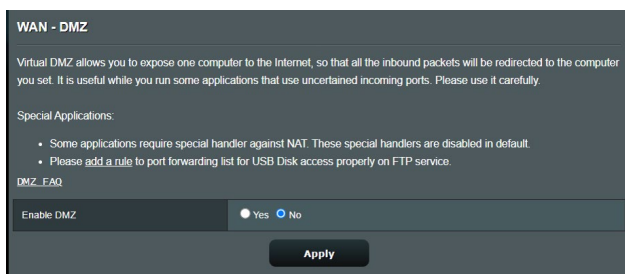 WAN - DMZ
Virtual DMZ allows you to expose one computer to the Internet, so that all the inbound packets will be redirected to the computer
you set. It is useful while you run some applications that use uncertained incoming ports. Please use it carefully.
Special Applications:
• Some applications require special handler against NAT. These special handlers are disabled in default.
• Please add a rule to port forwarding list for USB Disk access properly on FTP service.
DMZ FAQ
Enable DMZ Yes No
Apply